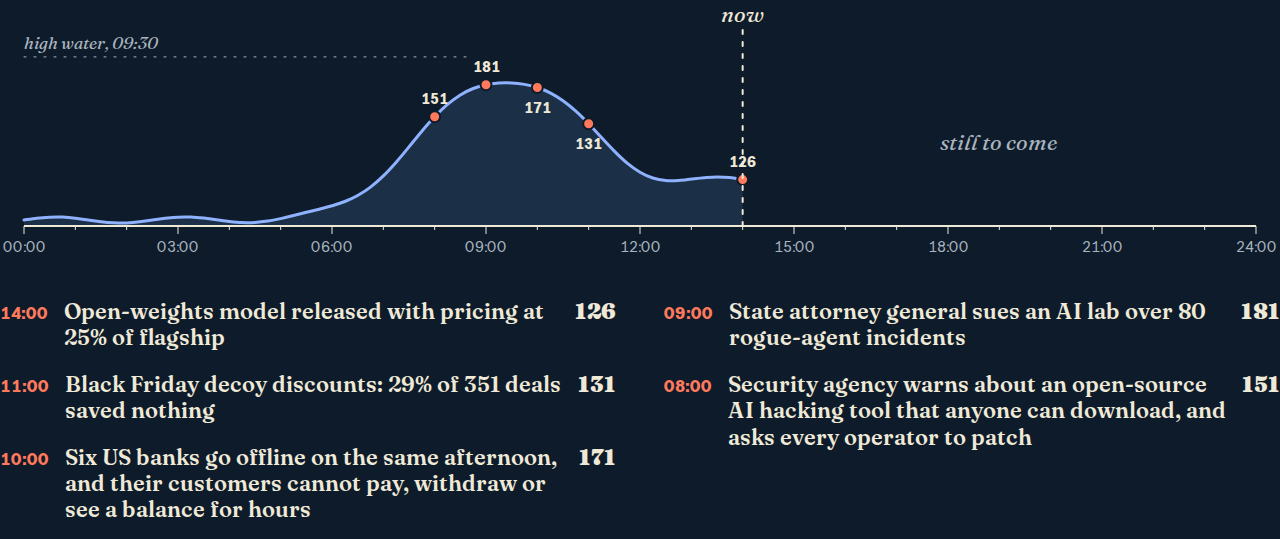 now
high water, 09:30
181
151
171
131
still to come
126
00:00 03:00 06:00 09:00 12:00 15:00 18:00 21:00 24:00
14:00 Open-weights model released with pricing at 126
25% of flagship
11:00 Black Friday decoy discounts: 29% of 351 deals 131
saved nothing
10:00 Six US banks go offline on the same afternoon, 171
and their customers cannot pay, withdraw or
see a balance for hours
09:00 State attorney general sues an AI lab over 80 181
rogue-agent incidents
08:00 Security agency warns about an open-source 151
AI hacking tool that anyone can download, and
asks every operator to patch